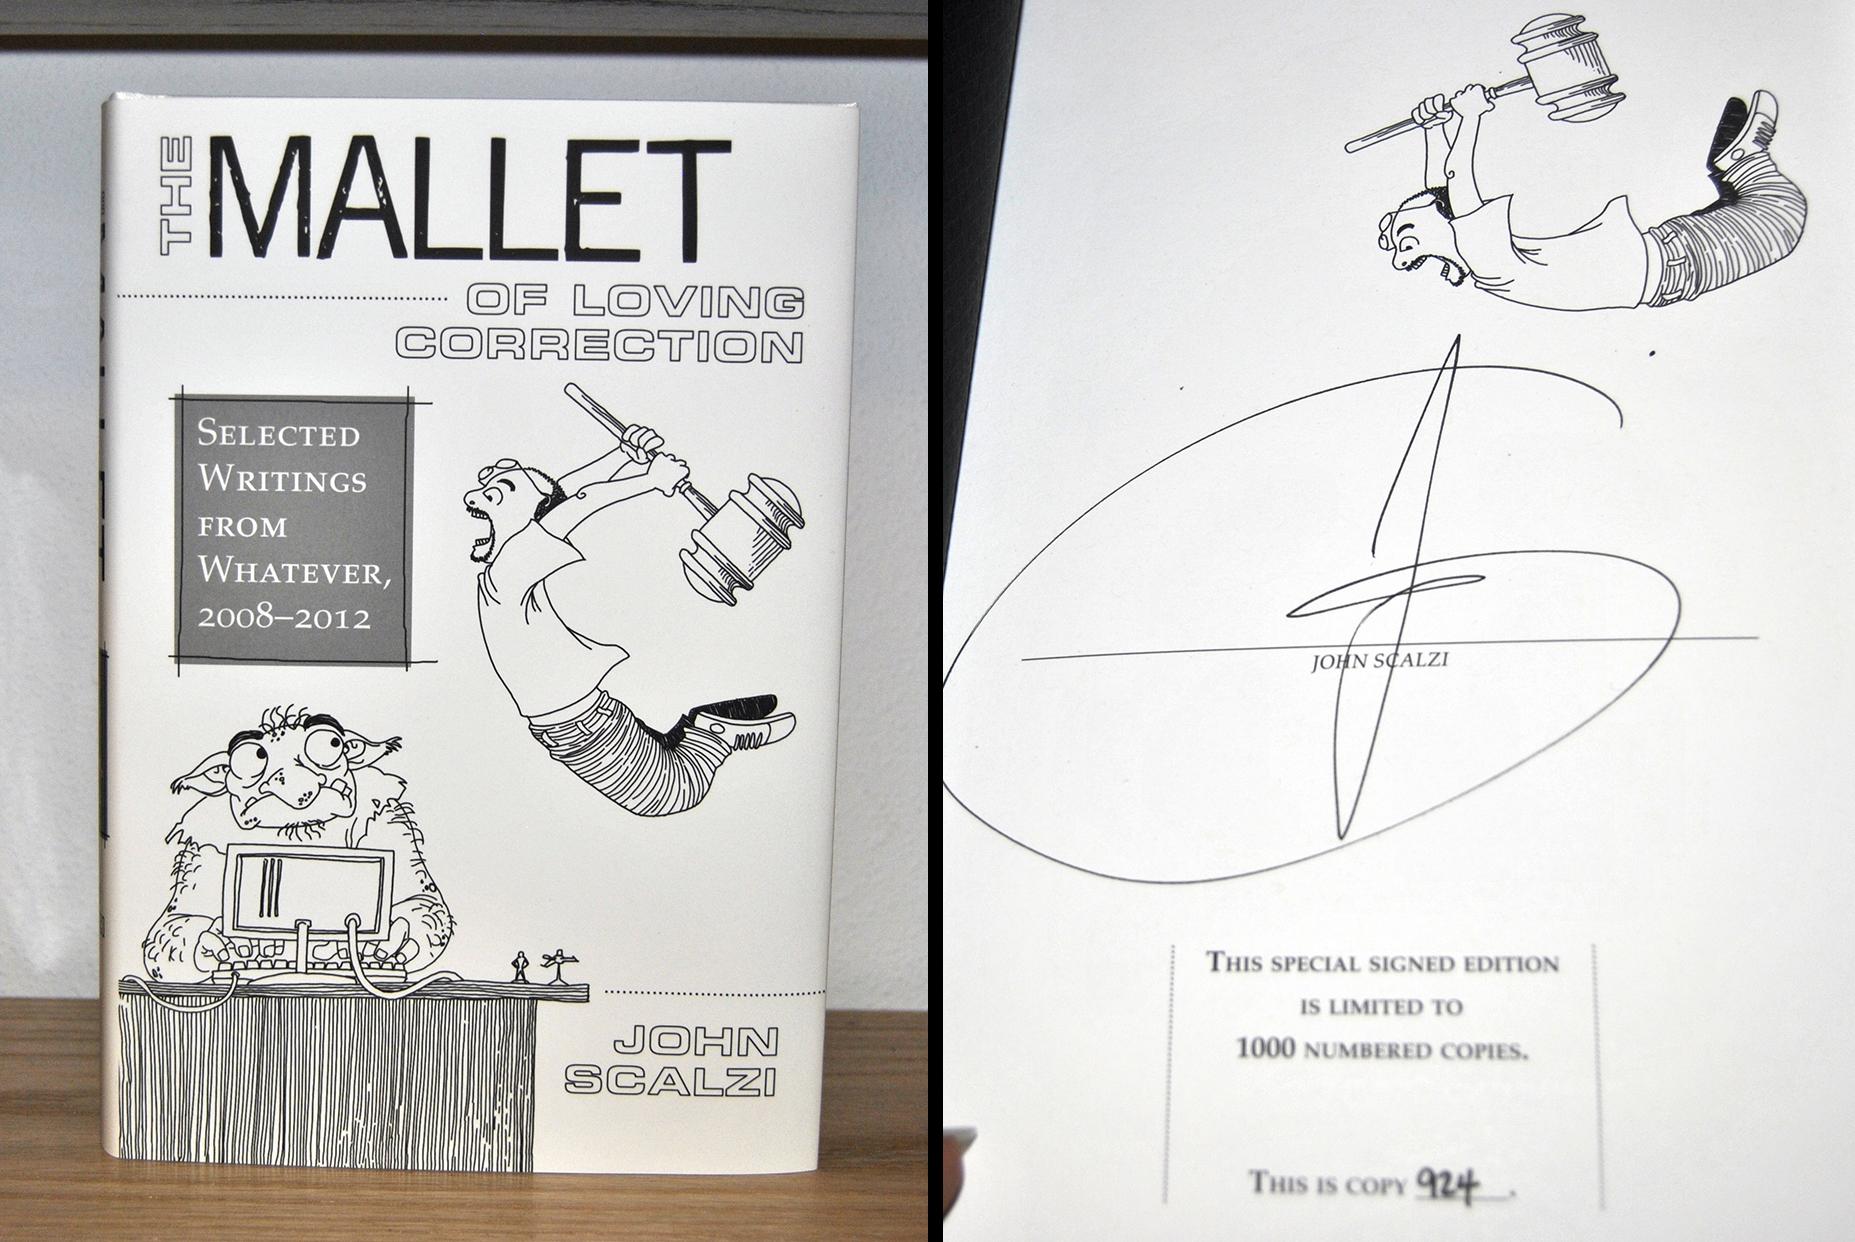 THE MALLET
OF LOVING
CORRECTION
SELECTED
WRITINGS
FROM
WHATEVER,
2008–2012
JOHN
SCALZI
JOHN SCALZI
THIS SPECIAL SIGNED EDITION
IS LIMITED TO
1000 NUMBERED COPIES.
THIS IS COPY 924.